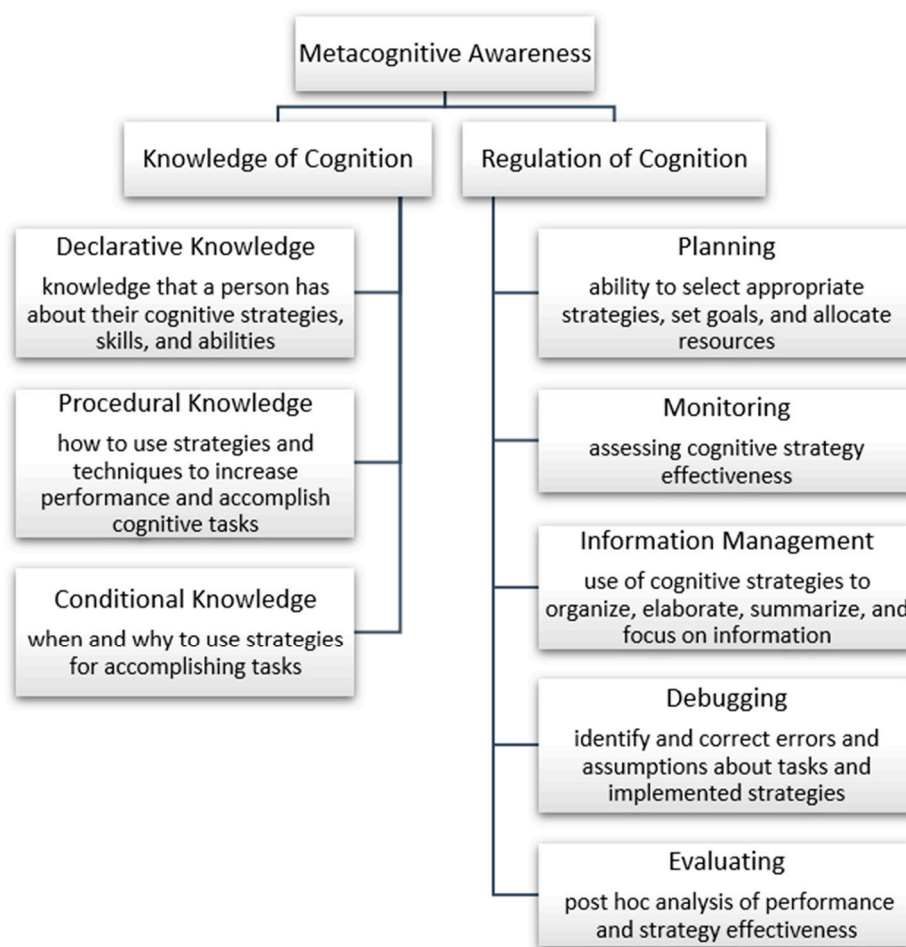 Metacognitive Awareness
Knowledge of Cognition
Regulation of Cognition
Declarative Knowledge
knowledge that a person has
about their cognitive strategies,
skills, and abilities
Procedural Knowledge
how to use strategies and
techniques to increase
performance and accomplish
cognitive tasks
Conditional Knowledge
when and why to use strategies
for accomplishing tasks
Planning
ability to select appropriate
strategies, set goals, and allocate
resources
Monitoring
assessing cognitive strategy
effectiveness
Information Management
use of cognitive strategies to
organize, elaborate, summarize, and
focus on information
Debugging
identify and correct errors and
assumptions about tasks and
implemented strategies
Evaluating
post hoc analysis of performance
and strategy effectiveness